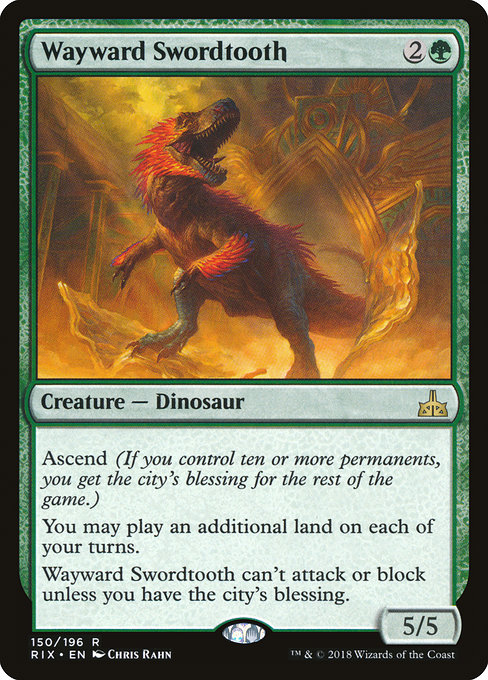 Wayward Swordtooth 2
Creature — Dinosaur
Ascend (If you control ten or more permanents,
you get the city's blessing for the rest of the
game.)
You may play an additional land on each of
your turns.
Wayward Swordtooth can't attack or block
unless you have the city's blessing.
5/5
150/196 R
RIX • EN Chris Rahn
™ & © 2018 Wizards of the Coast